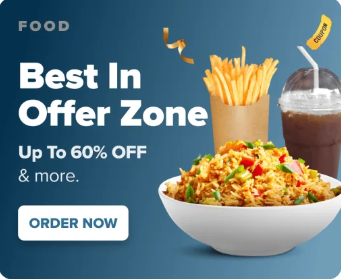 FOOD
COUPON
Best In
Offer Zone
Up To 60% OFF
& more.
ORDER NOW